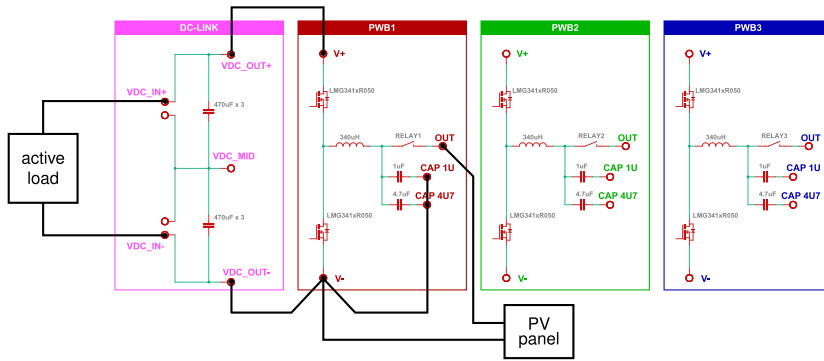 DC-LINK
PWB1
PWB2
PWB3
VDC_OUT+
VDC_IN+
470uF x 3
VDC_MID
470uF x 3
VDC_IN-
VDC_OUT-
active
load
V+
LMG341xR050
340uH
RELAY1
OUT
1uF
CAP 1U
4.7uF
CAP 4U7
LMG341xR050
V-
V+
LMG341xR050
340uH
RELAY2
OUT
1uF
CAP 1U
4.7uF
CAP 4U7
LMG341xR050
V-
V+
LMG341xR050
340uH
RELAY3
OUT
1uF
CAP 1U
4.7uF
CAP 4U7
LMG341xR050
V-
PV
panel